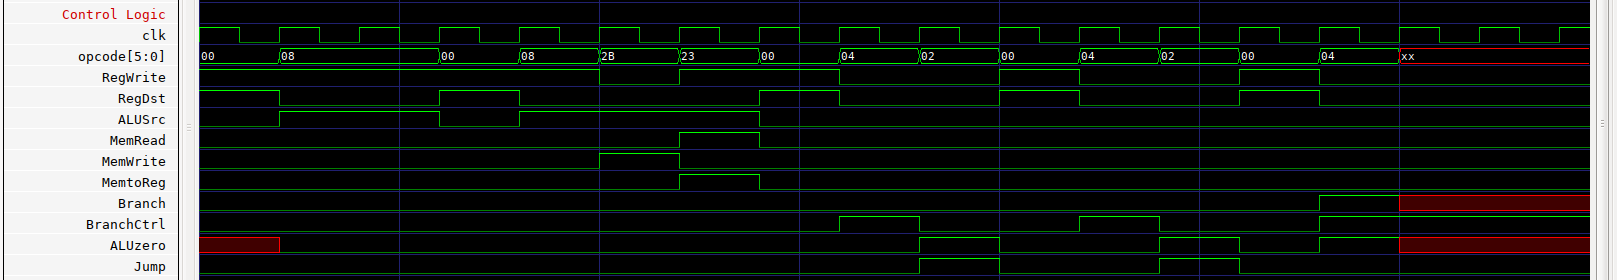 Control Logic
clk
opcode[5:0] 00 08 00 08 2B 23 00 04 02 00 04 02 00 04 xx
RegWrite
RegDst
ALUSrc
MemRead
MemWrite
MemtoReg
Branch
BranchCtrl
ALUzero
Jump